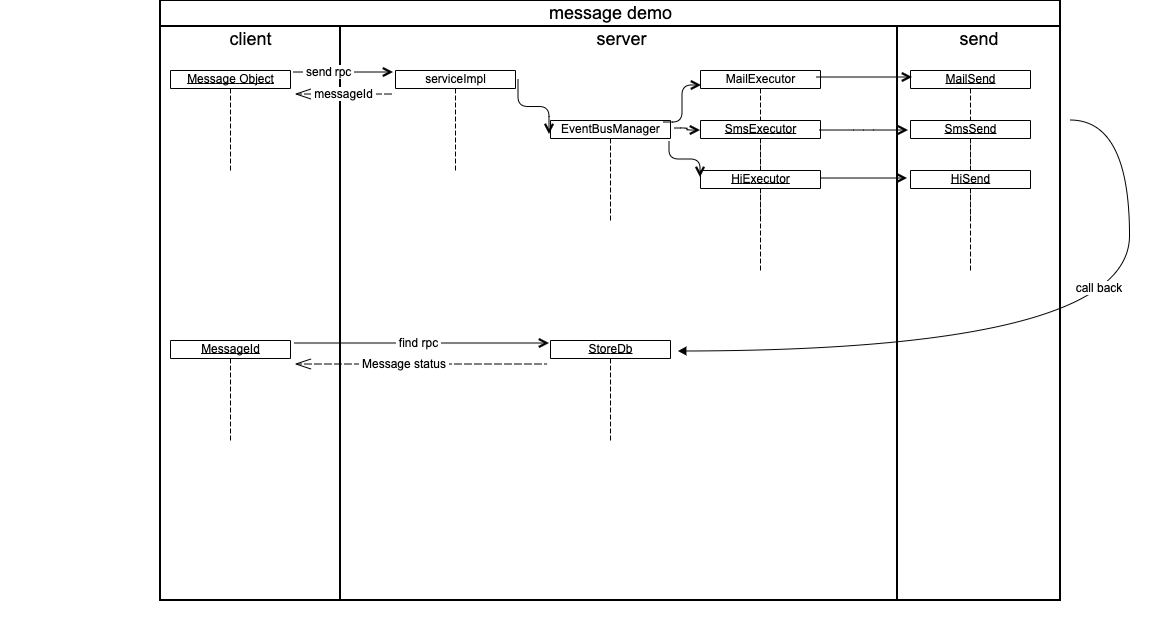 message demo
client
server
send
Message Object
send rpc
messageId
serviceImpl
EventBusManager
MailExecutor
SmsExecutor
HiExecutor
MailSend
SmsSend
HiSend
call back
MessageId
find rpc
Message status
StoreDb